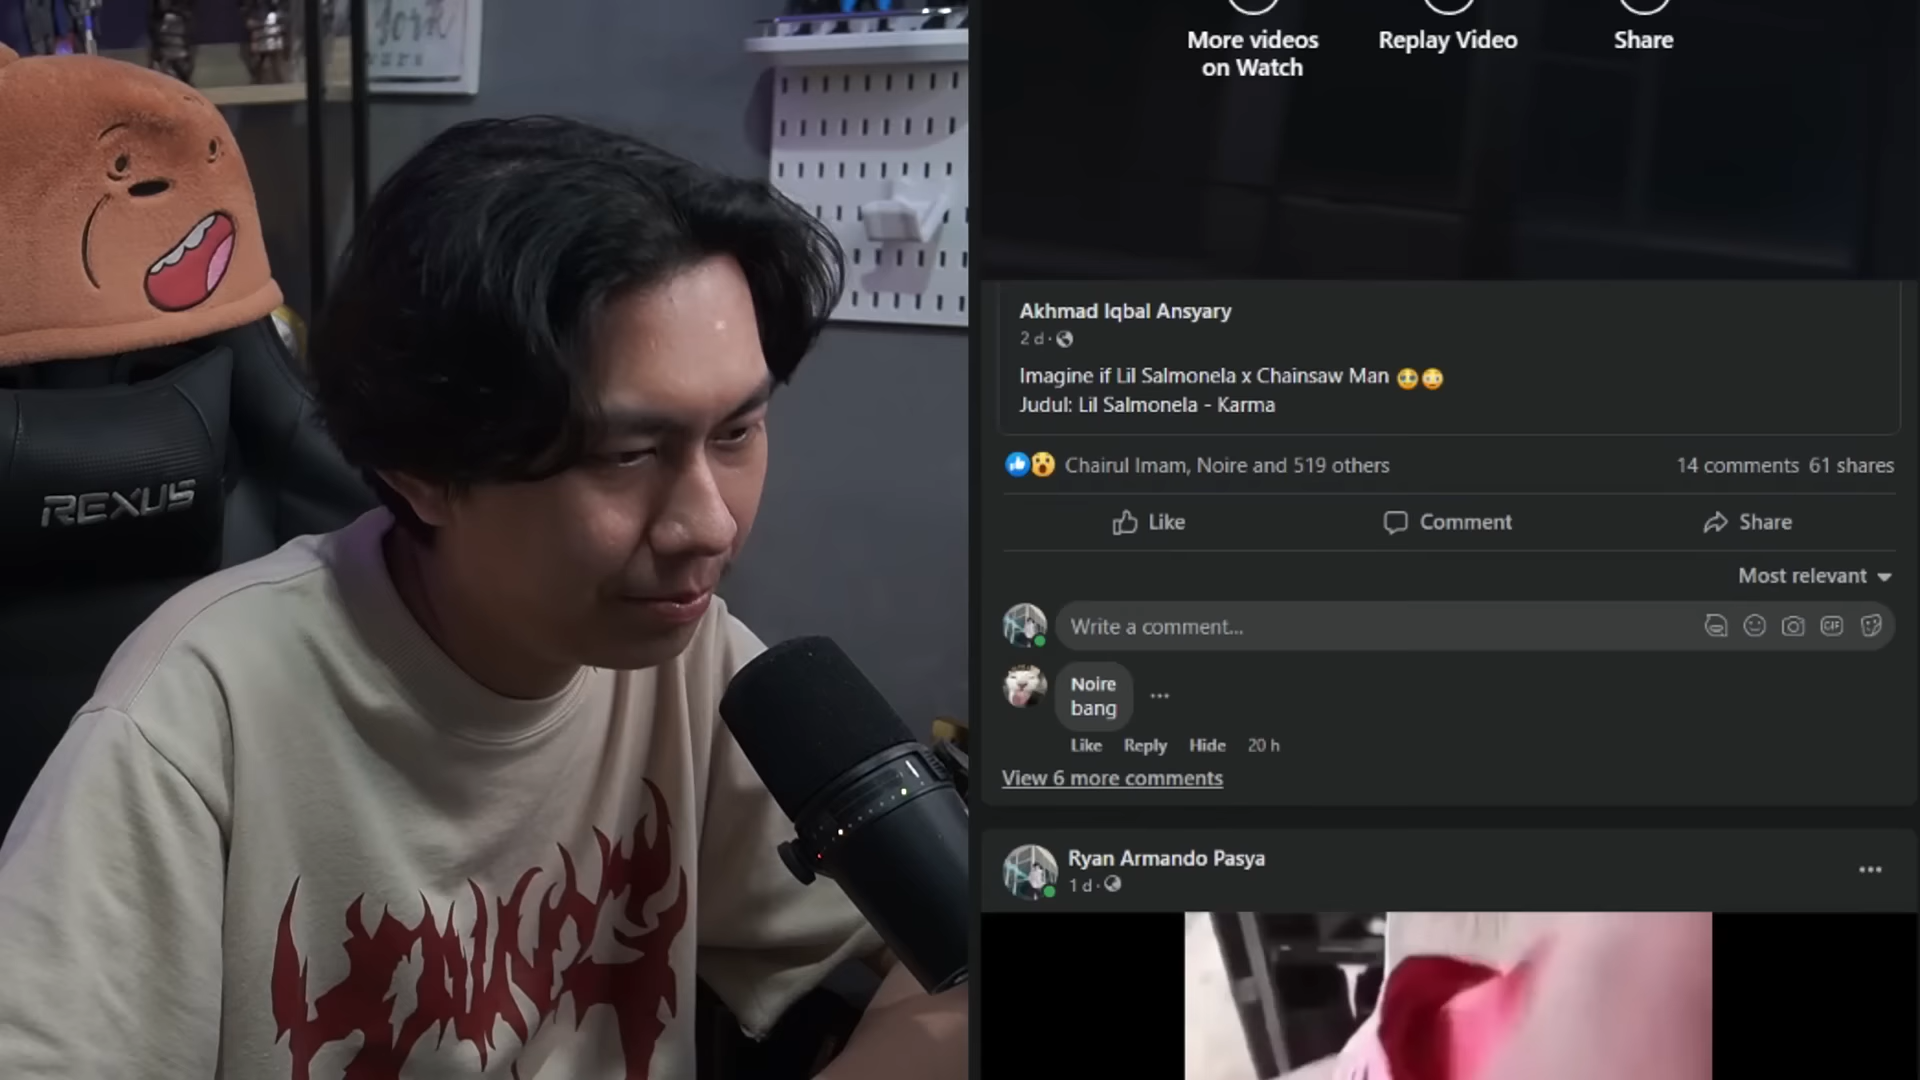 More videos
on Watch
Replay Video
Share
Akhmad Iqbal Ansyary
2 d ·
Imagine if Lil Salmonela x Chainsaw Man 🥹😳
Judul: Lil Salmonela - Karma
Chairul Imam, Noire and 519 others
14 comments 61 shares
Like
Comment
Share
Most relevant
Write a comment...
GIF
Noire
bang
Like Reply Hide 20 h
View 6 more comments
Ryan Armando Pasya
1 d ·
REXUS